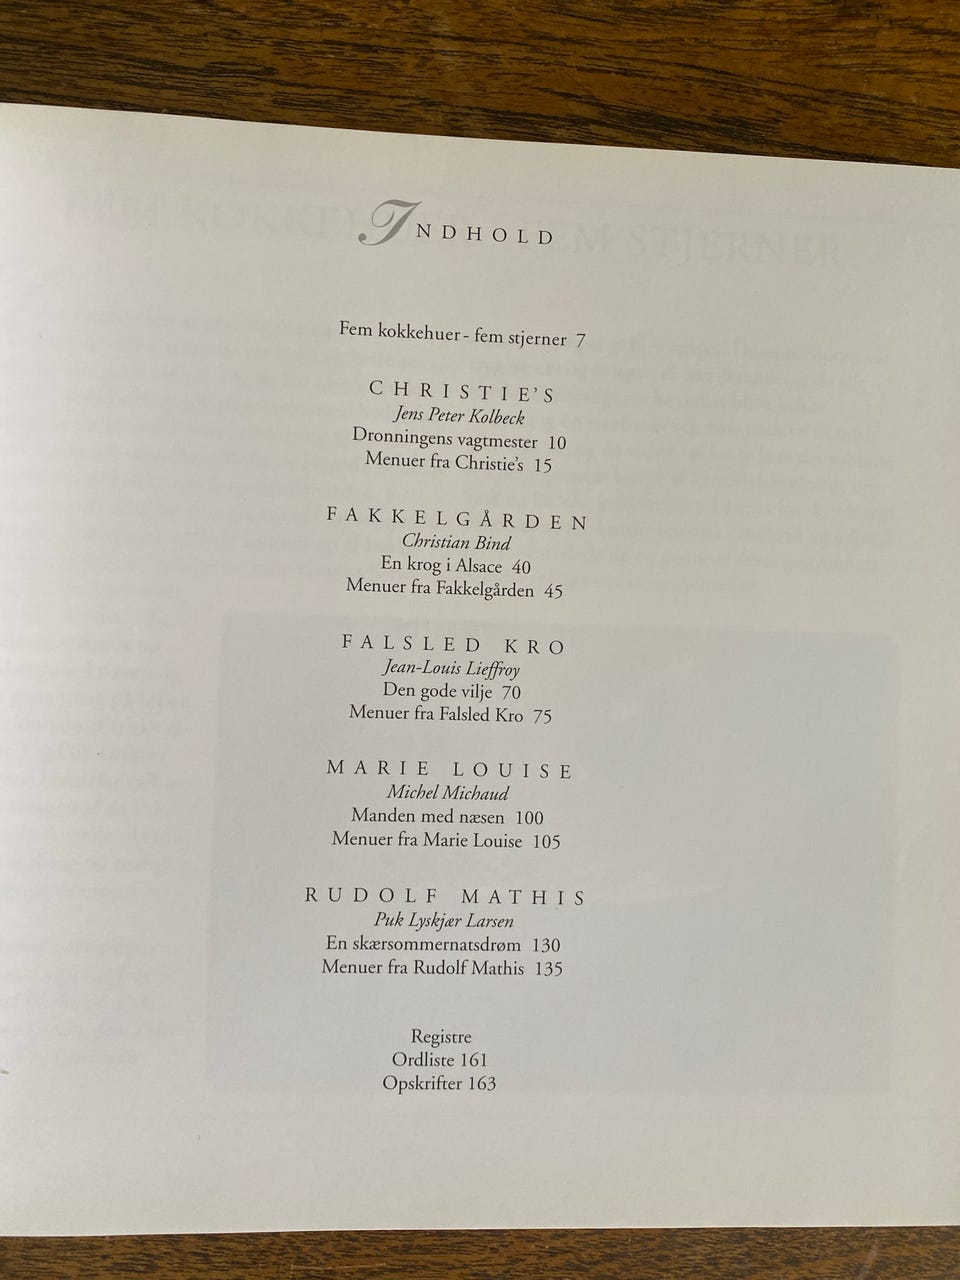 INDHOLD
Fem kokkehuer - fem stjerner 7
CHRISTIE'S
Jens Peter Kolbeck
Dronningens vagtmester 10
Menuer fra Christie's 15
FAKKELGÅRDEN
Christian Bind
En krog i Alsace 40
Menuer fra Fakkelgården 45
FALSLED KRO
Jean-Louis Lieffroy
Den gode vilje 70
Menuer fra Falsled Kro 75
MARIE LOUISE
Michel Michaud
Manden med næsen 100
Menuer fra Marie Louise 105
RUDOLF MATHIS
Puk Lyskjær Larsen
En skærsommernatsdrøm 130
Menuer fra Rudolf Mathis 135
Registre
Ordliste 161
Opskrifter 163